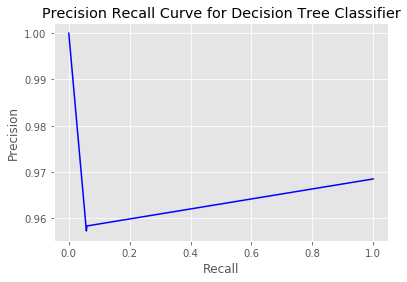 Precision Recall Curve for Decision Tree Classifier
1.00
0.99
0.98
0.97
0.96
Precision
0.0 0.2 0.4 0.6 0.8 1.0
Recall